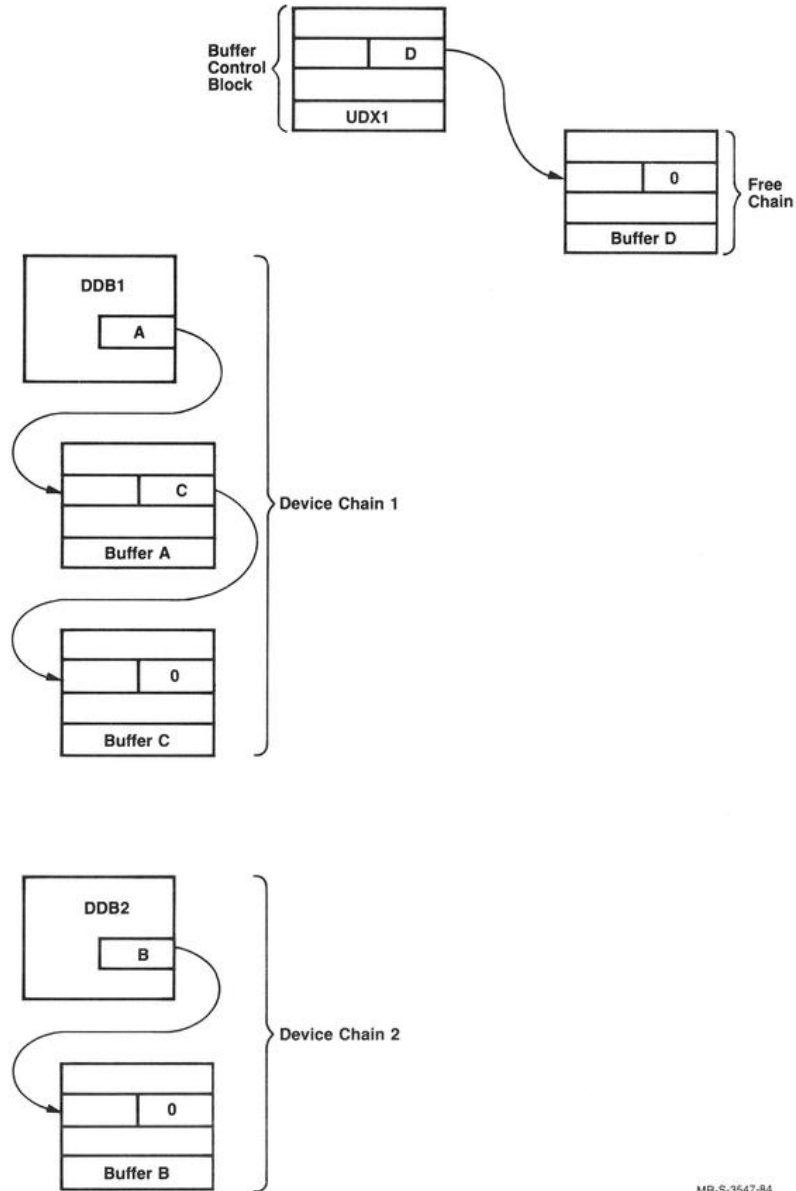 Buffer
Control
Block
D
UDX1
0
Free
Chain
Buffer D
DDB1
A
C
Device Chain 1
Buffer A
0
Buffer C
DDB2
B
Device Chain 2
0
Buffer B
MR-S-3547-84